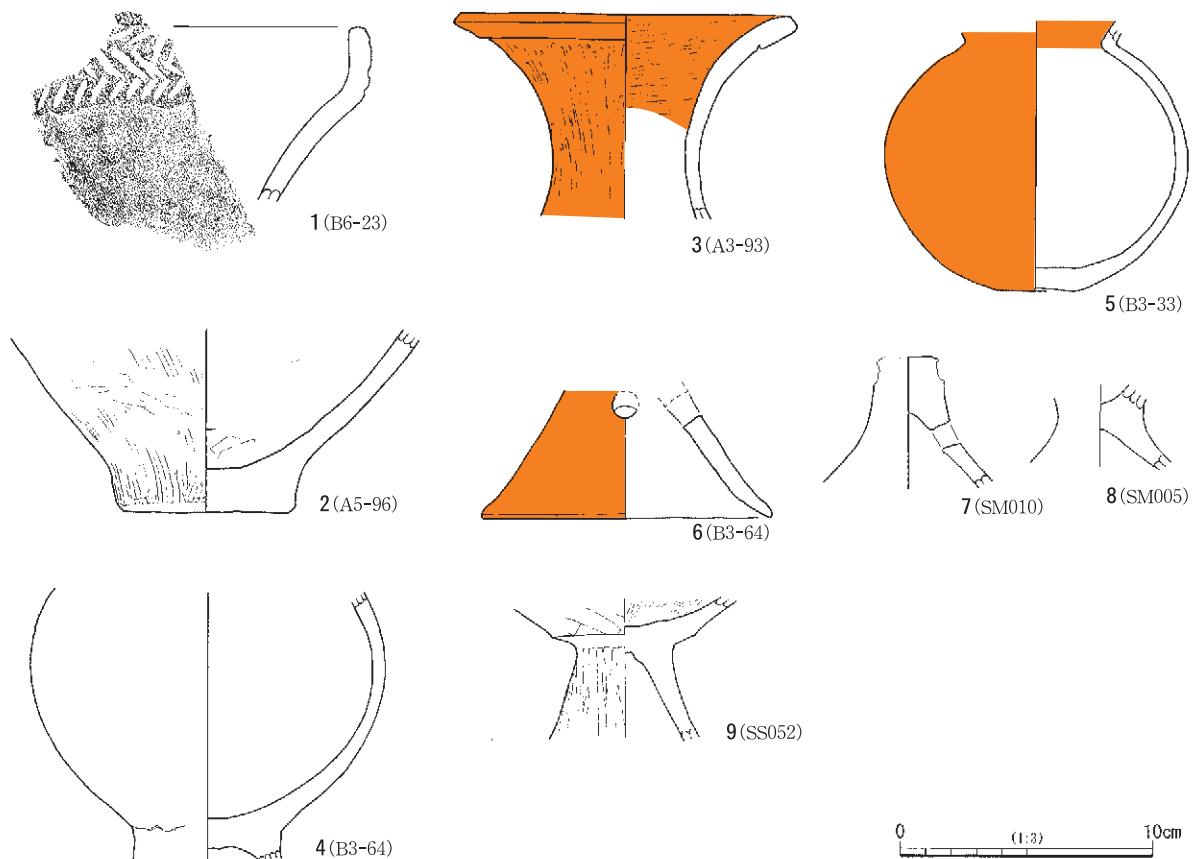 1 (B6-23)
3 (A3-93)
5 (B3-33)
2 (A5-96)
6 (B3-64)
7 (SM010)
8 (SM005)
4 (B3-64)
9 (SS052)
0 (1:3) 10cm